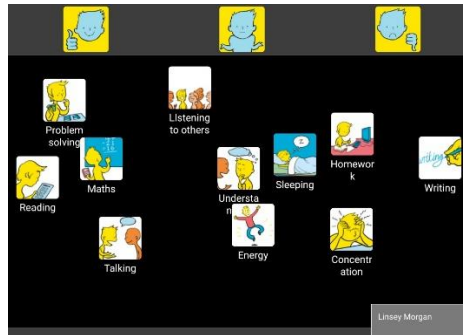 Problem
solving
LIstening
to others
Reading
Maths
Understa
Sleeping
Homewor
k
Writing
Talking
Energy
Concentr
ation
Linsey Morgan